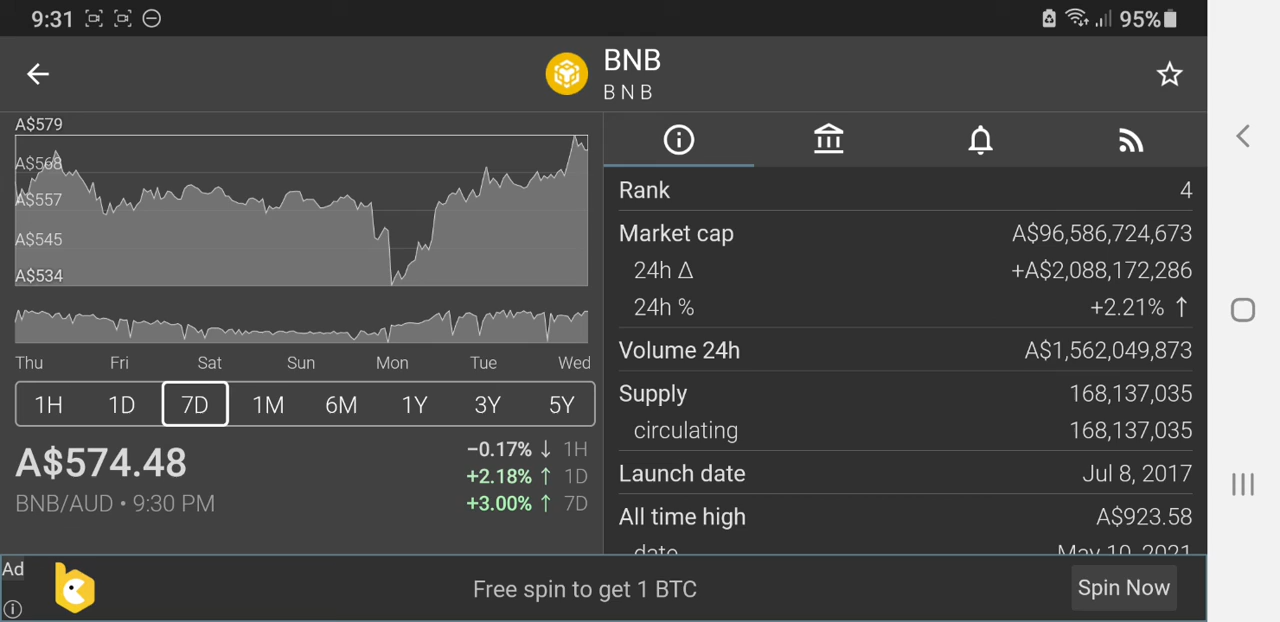 9:31
95%
BNB
BNB
A$579
A$568
A$557
A$545
A$534
Thu Fri Sat Sun Mon Tue Wed
1H 1D 7D 1M 6M 1Y 3Y 5Y
A$574.48
BNB/AUD • 9:30 PM
−0.17% ↓ 1H
+2.18% ↑ 1D
+3.00% ↑ 7D
Rank 4
Market cap A$96,586,724,673
24h Δ +A$2,088,172,286
24h % +2.21% ↑
Volume 24h A$1,562,049,873
Supply 168,137,035
circulating 168,137,035
Launch date Jul 8, 2017
All time high A$923.58
date May 10, 2021
Ad
Free spin to get 1 BTC
Spin Now